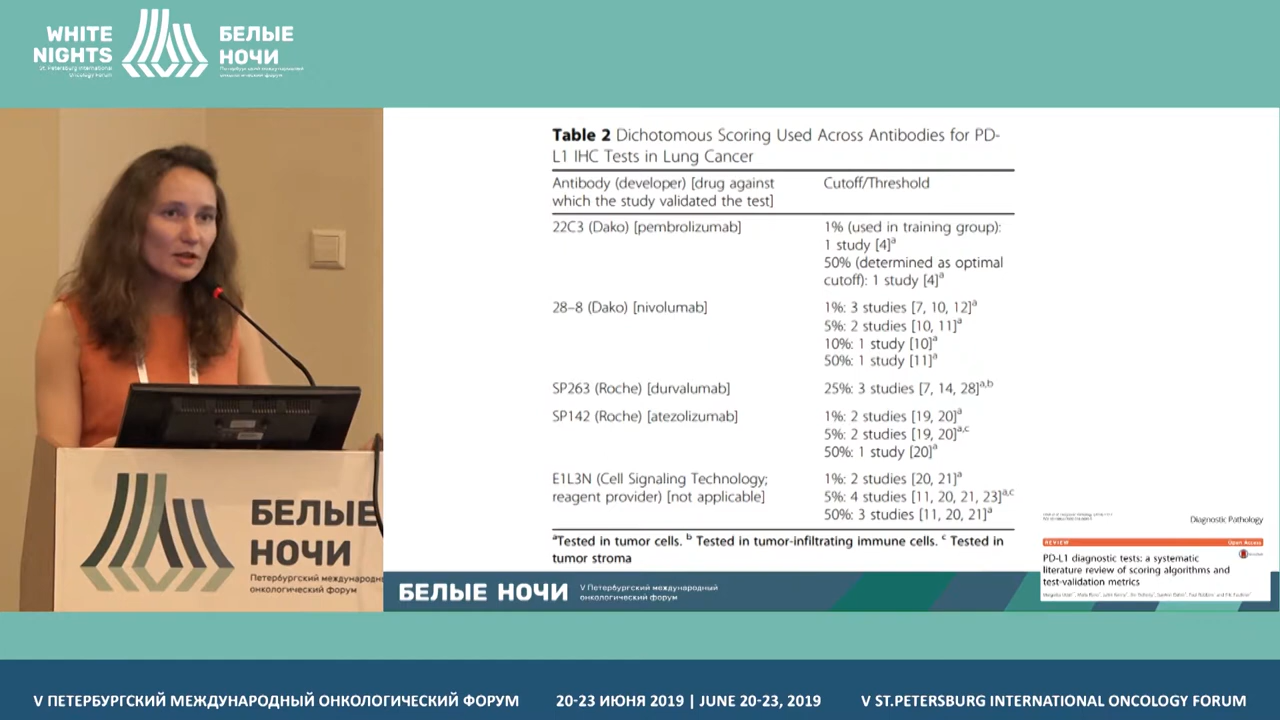 WHITE
NIGHTS
St. Petersburg International
Oncology Forum
БЕЛЫЕ
НОЧИ
Петербургский международный
онкологический форум
Table 2 Dichotomous Scoring Used Across Antibodies for PD-
L1 IHC Tests in Lung Cancer
Antibody (developer) [drug against
which the study validated the test]
Cutoff/Threshold
22C3 (Dako) [pembrolizumab]
1% (used in training group):
1 study [4]ᵃ
50% (determined as optimal
cutoff): 1 study [4]ᵃ
28–8 (Dako) [nivolumab]
1%: 3 studies [7, 10, 12]ᵃ
5%: 2 studies [10, 11]ᵃ
10%: 1 study [10]ᵃ
50%: 1 study [11]ᵃ
SP263 (Roche) [durvalumab]
25%: 3 studies [7, 14, 28]ᵃ,ᵇ
SP142 (Roche) [atezolizumab]
1%: 2 studies [19, 20]ᵃ
5%: 2 studies [19, 20]ᵃ,ᶜ
50%: 1 study [20]ᵃ
E1L3N (Cell Signaling Technology;
reagent provider) [not applicable]
1%: 2 studies [20, 21]ᵃ
5%: 4 studies [11, 20, 21, 23]ᵃ,ᶜ
50%: 3 studies [11, 20, 21]ᵃ
ᵃTested in tumor cells. ᵇ Tested in tumor-infiltrating immune cells. ᶜ Tested in
tumor stroma
Diagnostic Pathology
REVIEW
Open Access
PD-L1 diagnostic tests: a systematic
literature review of scoring algorithms and
test-validation metrics
БЕЛЫЕ НОЧИ
V Петербургский международный
онкологический форум
БЕЛЫЕ
НОЧИ
Петербургский международн
онкологический форум
V ПЕТЕРБУРГСКИЙ МЕЖДУНАРОДНЫЙ ОНКОЛОГИЧЕСКИЙ ФОРУМ
20-23 ИЮНЯ 2019 | JUNE 20-23, 2019
V ST.PETERSBURG INTERNATIONAL ONCOLOGY FORUM